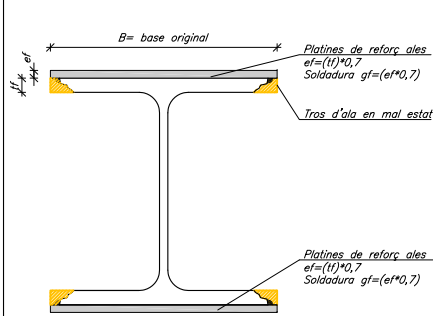 B= base original
Platines de reforç ales
ef=(tf)*0,7
Soldadura gf=(ef*0,7)
ef
tf
Tros d'ala en mal estat
Platines de reforç ales
ef=(tf)*0,7
Soldadura gf=(ef*0,7)